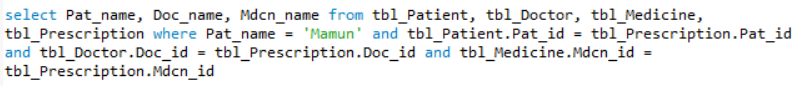 select Pat_name, Doc_name, Mdcn_name from tbl_Patient, tbl_Doctor, tbl_Medicine,
tbl_Prescription where Pat_name = 'Mamun' and tbl_Patient.Pat_id = tbl_Prescription.Pat_id
and tbl_Doctor.Doc_id = tbl_Prescription.Doc_id and tbl_Medicine.Mdcn_id =
tbl_Prescription.Mdcn_id